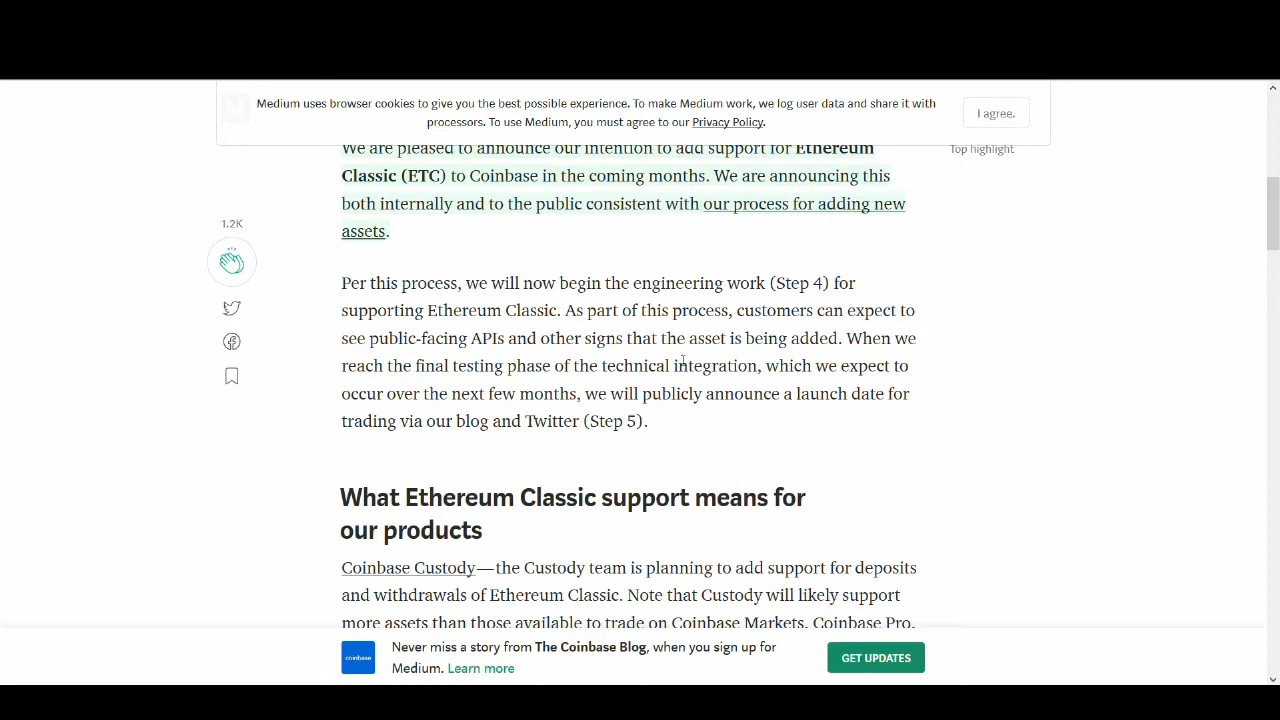 Medium uses browser cookies to give you the best possible experience. To make Medium work, we log user data and share it with
processors. To use Medium, you must agree to our Privacy Policy.
I agree.
We are pleased to announce our intention to add support for Ethereum
Classic (ETC) to Coinbase in the coming months. We are announcing this
both internally and to the public consistent with our process for adding new
assets.
Top highlight
1.2K
Per this process, we will now begin the engineering work (Step 4) for
supporting Ethereum Classic. As part of this process, customers can expect to
see public-facing APIs and other signs that the asset is being added. When we
reach the final testing phase of the technical integration, which we expect to
occur over the next few months, we will publicly announce a launch date for
trading via our blog and Twitter (Step 5).
What Ethereum Classic support means for
our products
Coinbase Custody—the Custody team is planning to add support for deposits
and withdrawals of Ethereum Classic. Note that Custody will likely support
more assets than those available to trade on Coinbase Markets, Coinbase Pro,
coinbase
Never miss a story from The Coinbase Blog, when you sign up for
Medium. Learn more
GET UPDATES